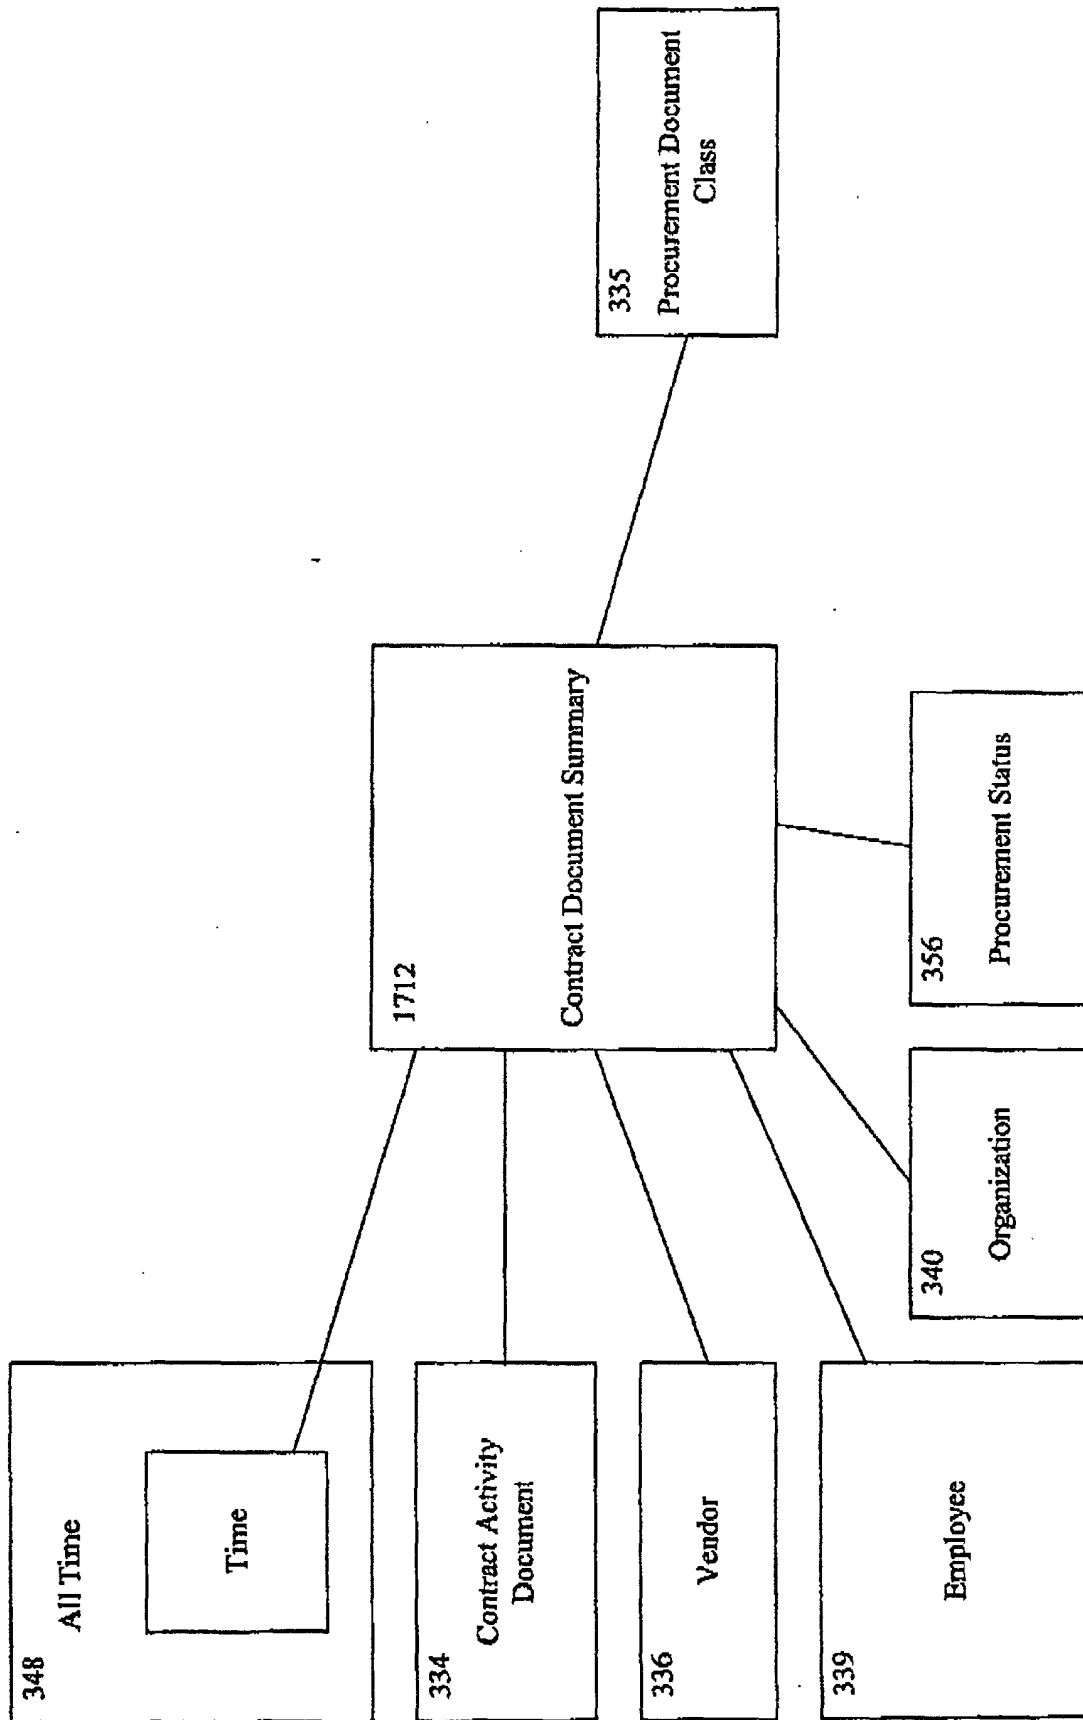 348
All Time
Time
334
Contract Activity
Document
336
Vendor
339
Employee
1712
Contract Document Summary
340
Organization
356
Procurement Status
335
Procurement Document
Class